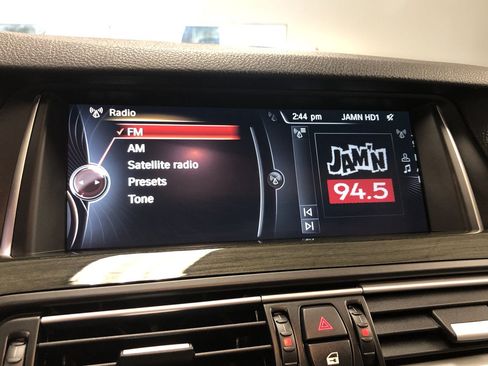 Radio
2:44 pm JAMN HD1
FM
AM
Satellite radio
Presets
Tone
JAM'N
94.5